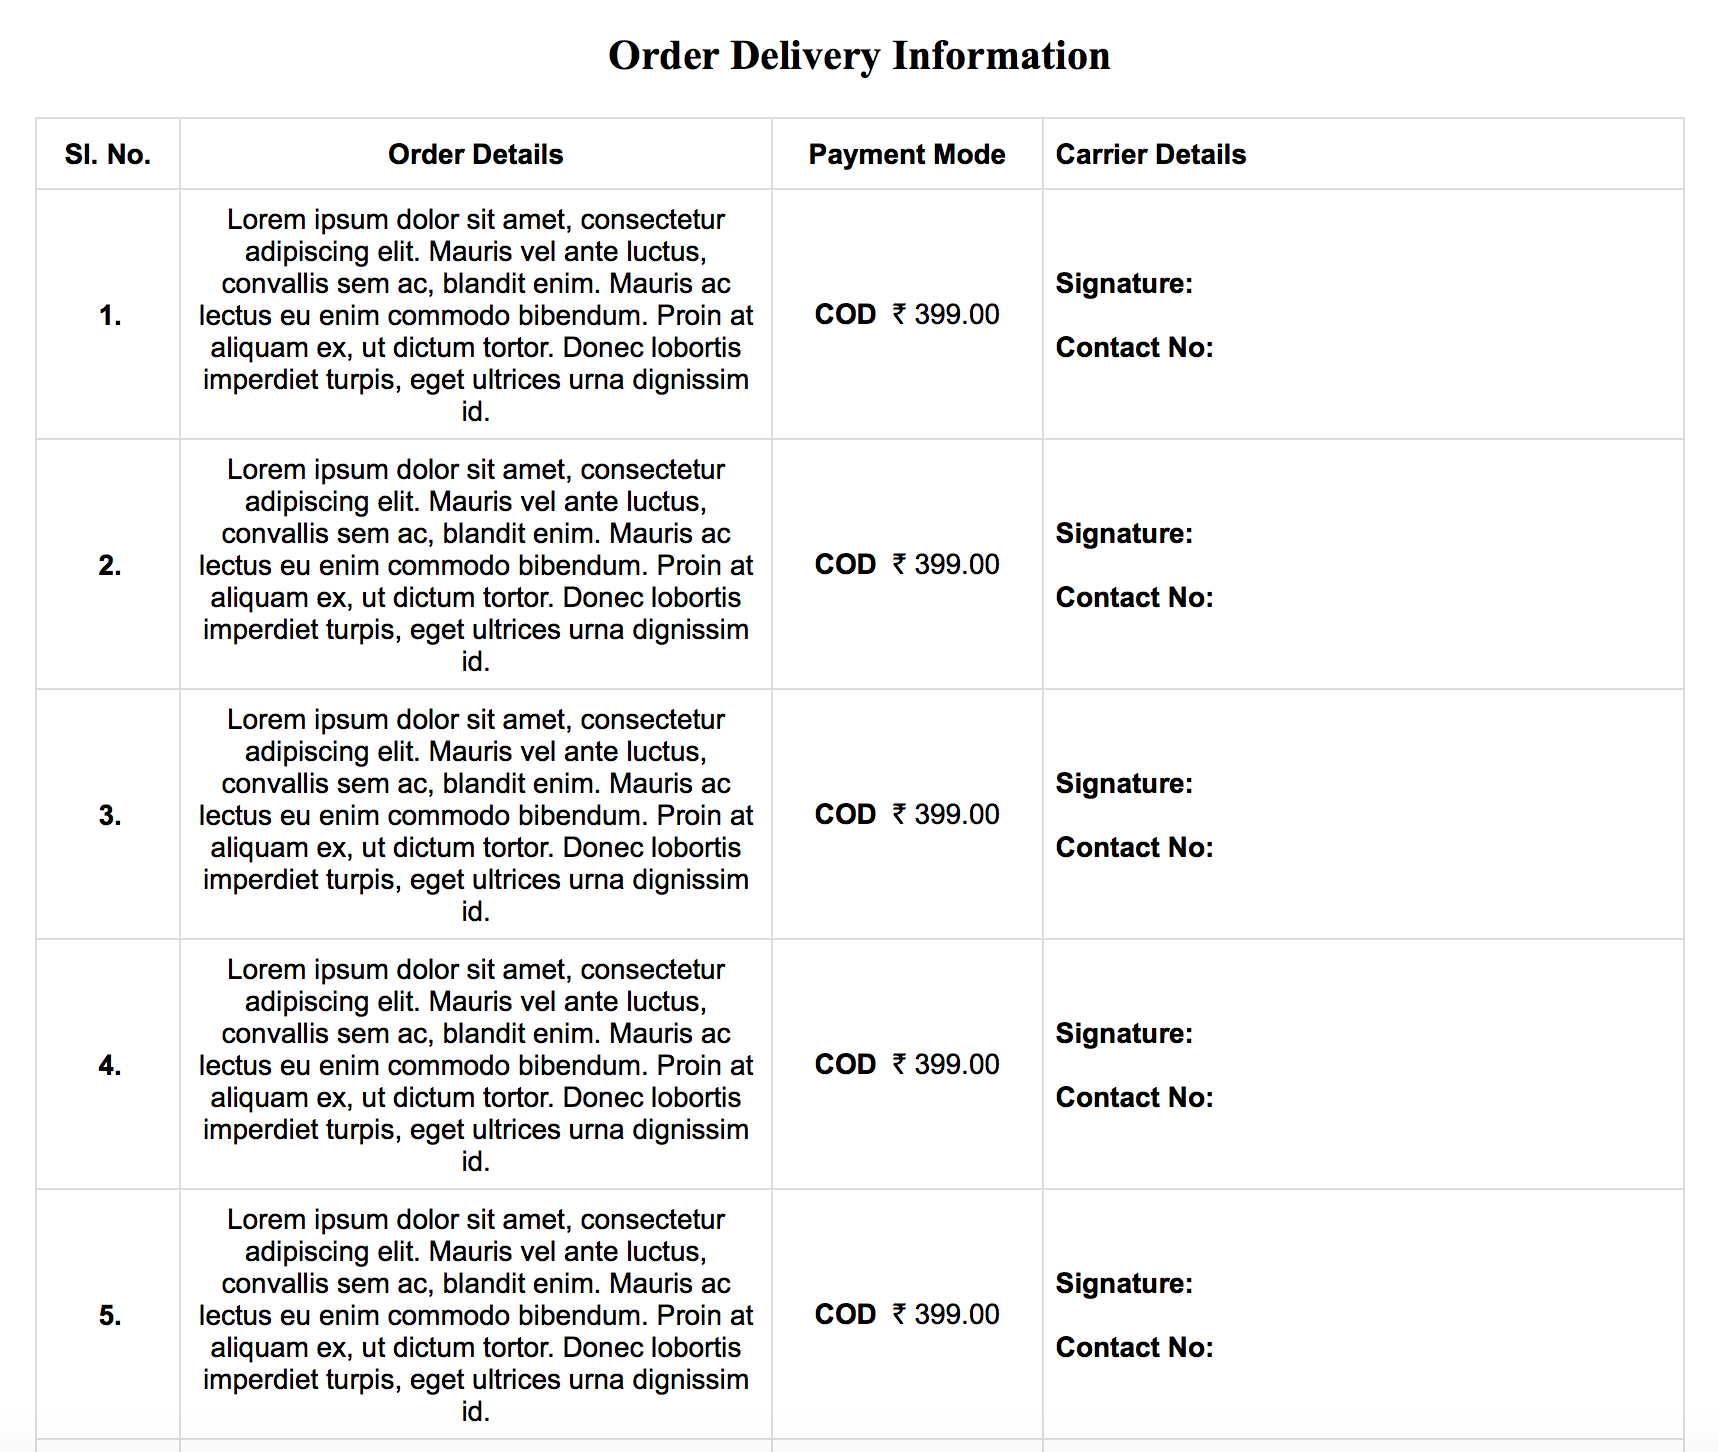 Order Delivery Information
Sl. No. Order Details Payment Mode Carrier Details
1.
Lorem ipsum dolor sit amet, consectetur
adipiscing elit. Mauris vel ante luctus,
convallis sem ac, blandit enim. Mauris ac
lectus eu enim commodo bibendum. Proin at
aliquam ex, ut dictum tortor. Donec lobortis
imperdiet turpis, eget ultrices urna dignissim
id.
COD ₹ 399.00
Signature:
Contact No:
2.
Lorem ipsum dolor sit amet, consectetur
adipiscing elit. Mauris vel ante luctus,
convallis sem ac, blandit enim. Mauris ac
lectus eu enim commodo bibendum. Proin at
aliquam ex, ut dictum tortor. Donec lobortis
imperdiet turpis, eget ultrices urna dignissim
id.
COD ₹ 399.00
Signature:
Contact No:
3.
Lorem ipsum dolor sit amet, consectetur
adipiscing elit. Mauris vel ante luctus,
convallis sem ac, blandit enim. Mauris ac
lectus eu enim commodo bibendum. Proin at
aliquam ex, ut dictum tortor. Donec lobortis
imperdiet turpis, eget ultrices urna dignissim
id.
COD ₹ 399.00
Signature:
Contact No:
4.
Lorem ipsum dolor sit amet, consectetur
adipiscing elit. Mauris vel ante luctus,
convallis sem ac, blandit enim. Mauris ac
lectus eu enim commodo bibendum. Proin at
aliquam ex, ut dictum tortor. Donec lobortis
imperdiet turpis, eget ultrices urna dignissim
id.
COD ₹ 399.00
Signature:
Contact No:
5.
Lorem ipsum dolor sit amet, consectetur
adipiscing elit. Mauris vel ante luctus,
convallis sem ac, blandit enim. Mauris ac
lectus eu enim commodo bibendum. Proin at
aliquam ex, ut dictum tortor. Donec lobortis
imperdiet turpis, eget ultrices urna dignissim
id.
COD ₹ 399.00
Signature:
Contact No: